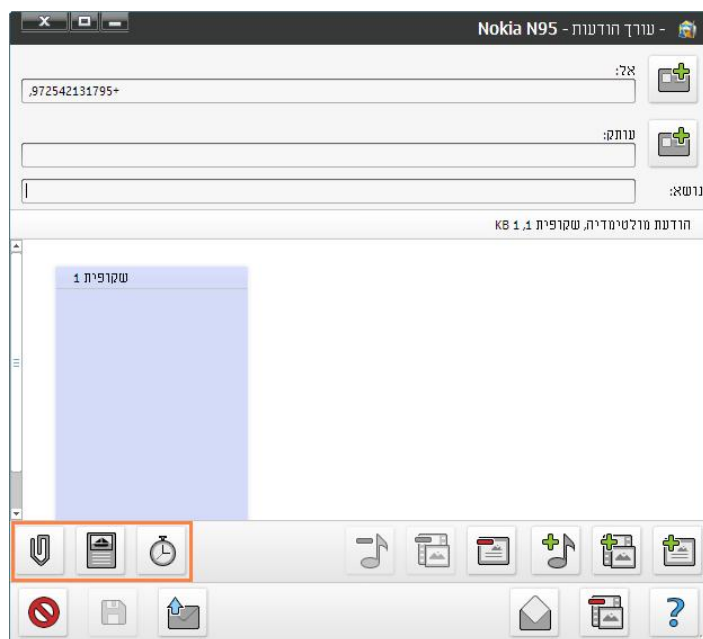 Nokia N95 - עורך הודעות -
אל:
,972542131795+
עותק:
נושא:
הודעת מולטימדיה, שקופית 1, 1 KB
שקופית 1